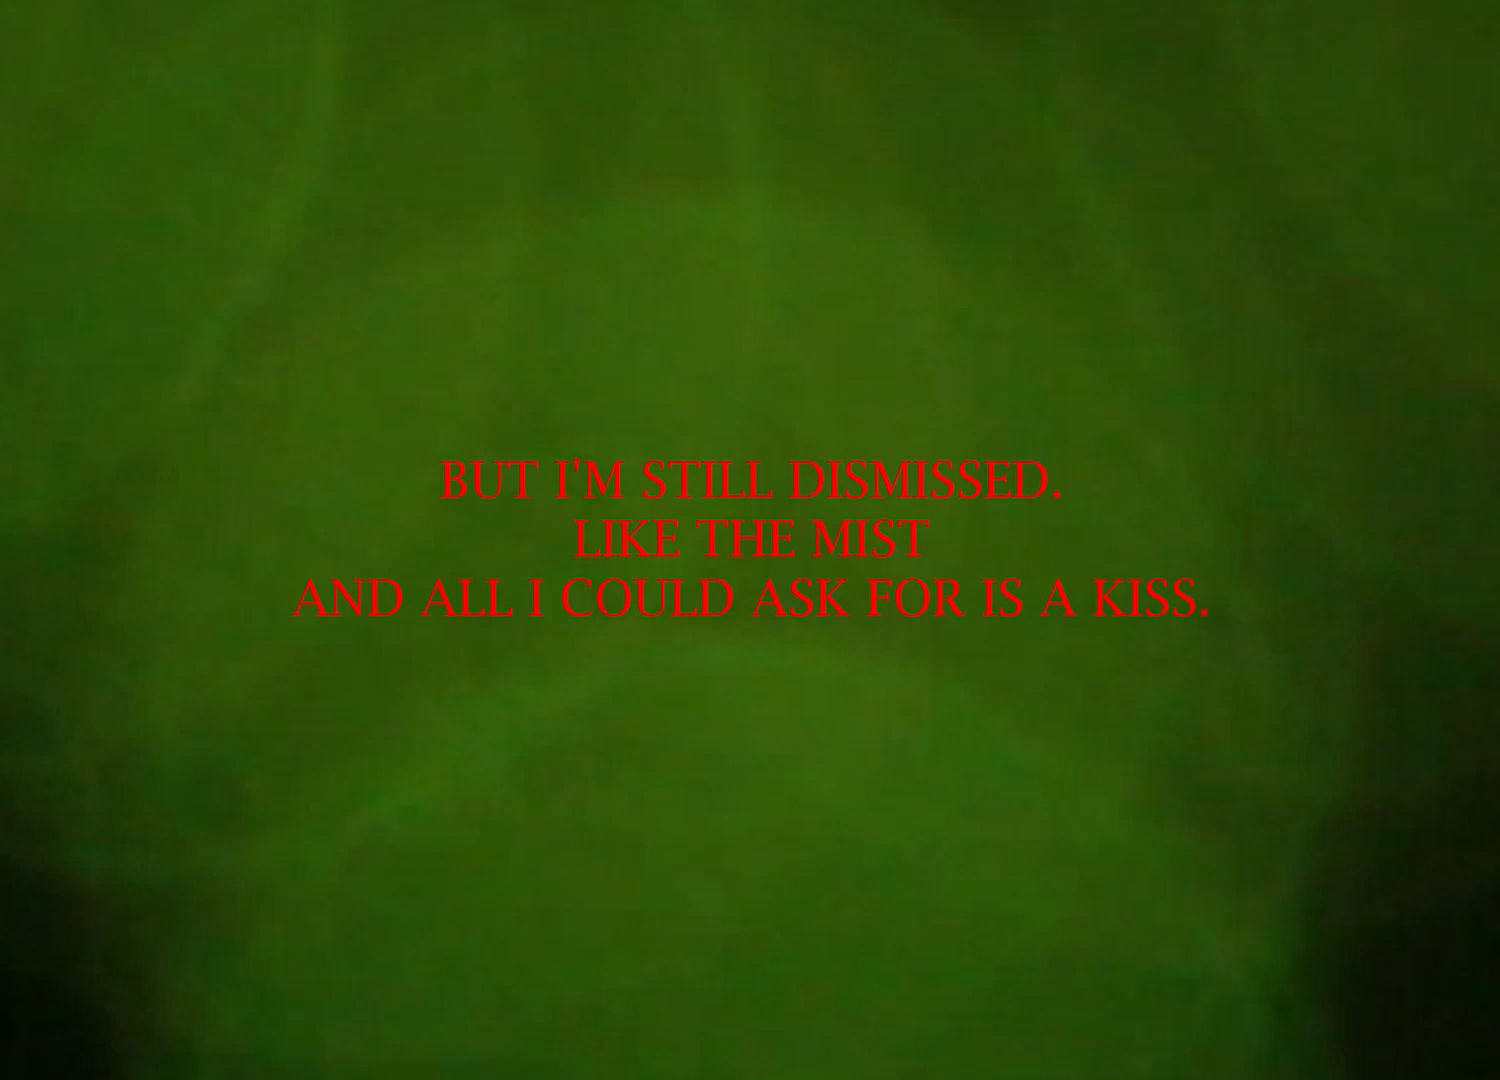 BUT I'M STILL DISMISSED.
LIKE THE MIST
AND ALL I COULD ASK FOR IS A KISS.